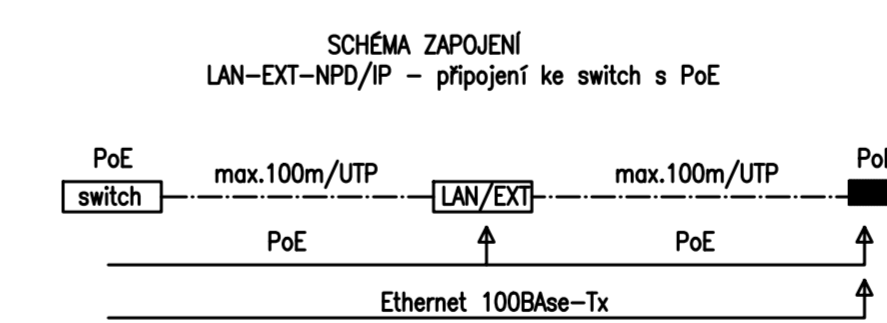 SCHÉMA ZAPOJENÍ
LAN-EXT-NPD/IP - připojení ke switch s PoE
PoE
max.100m/UTP
max.100m/UTP
switch
LAN/EXT
PoE
PoE
Ethernet 100BAse-Tx